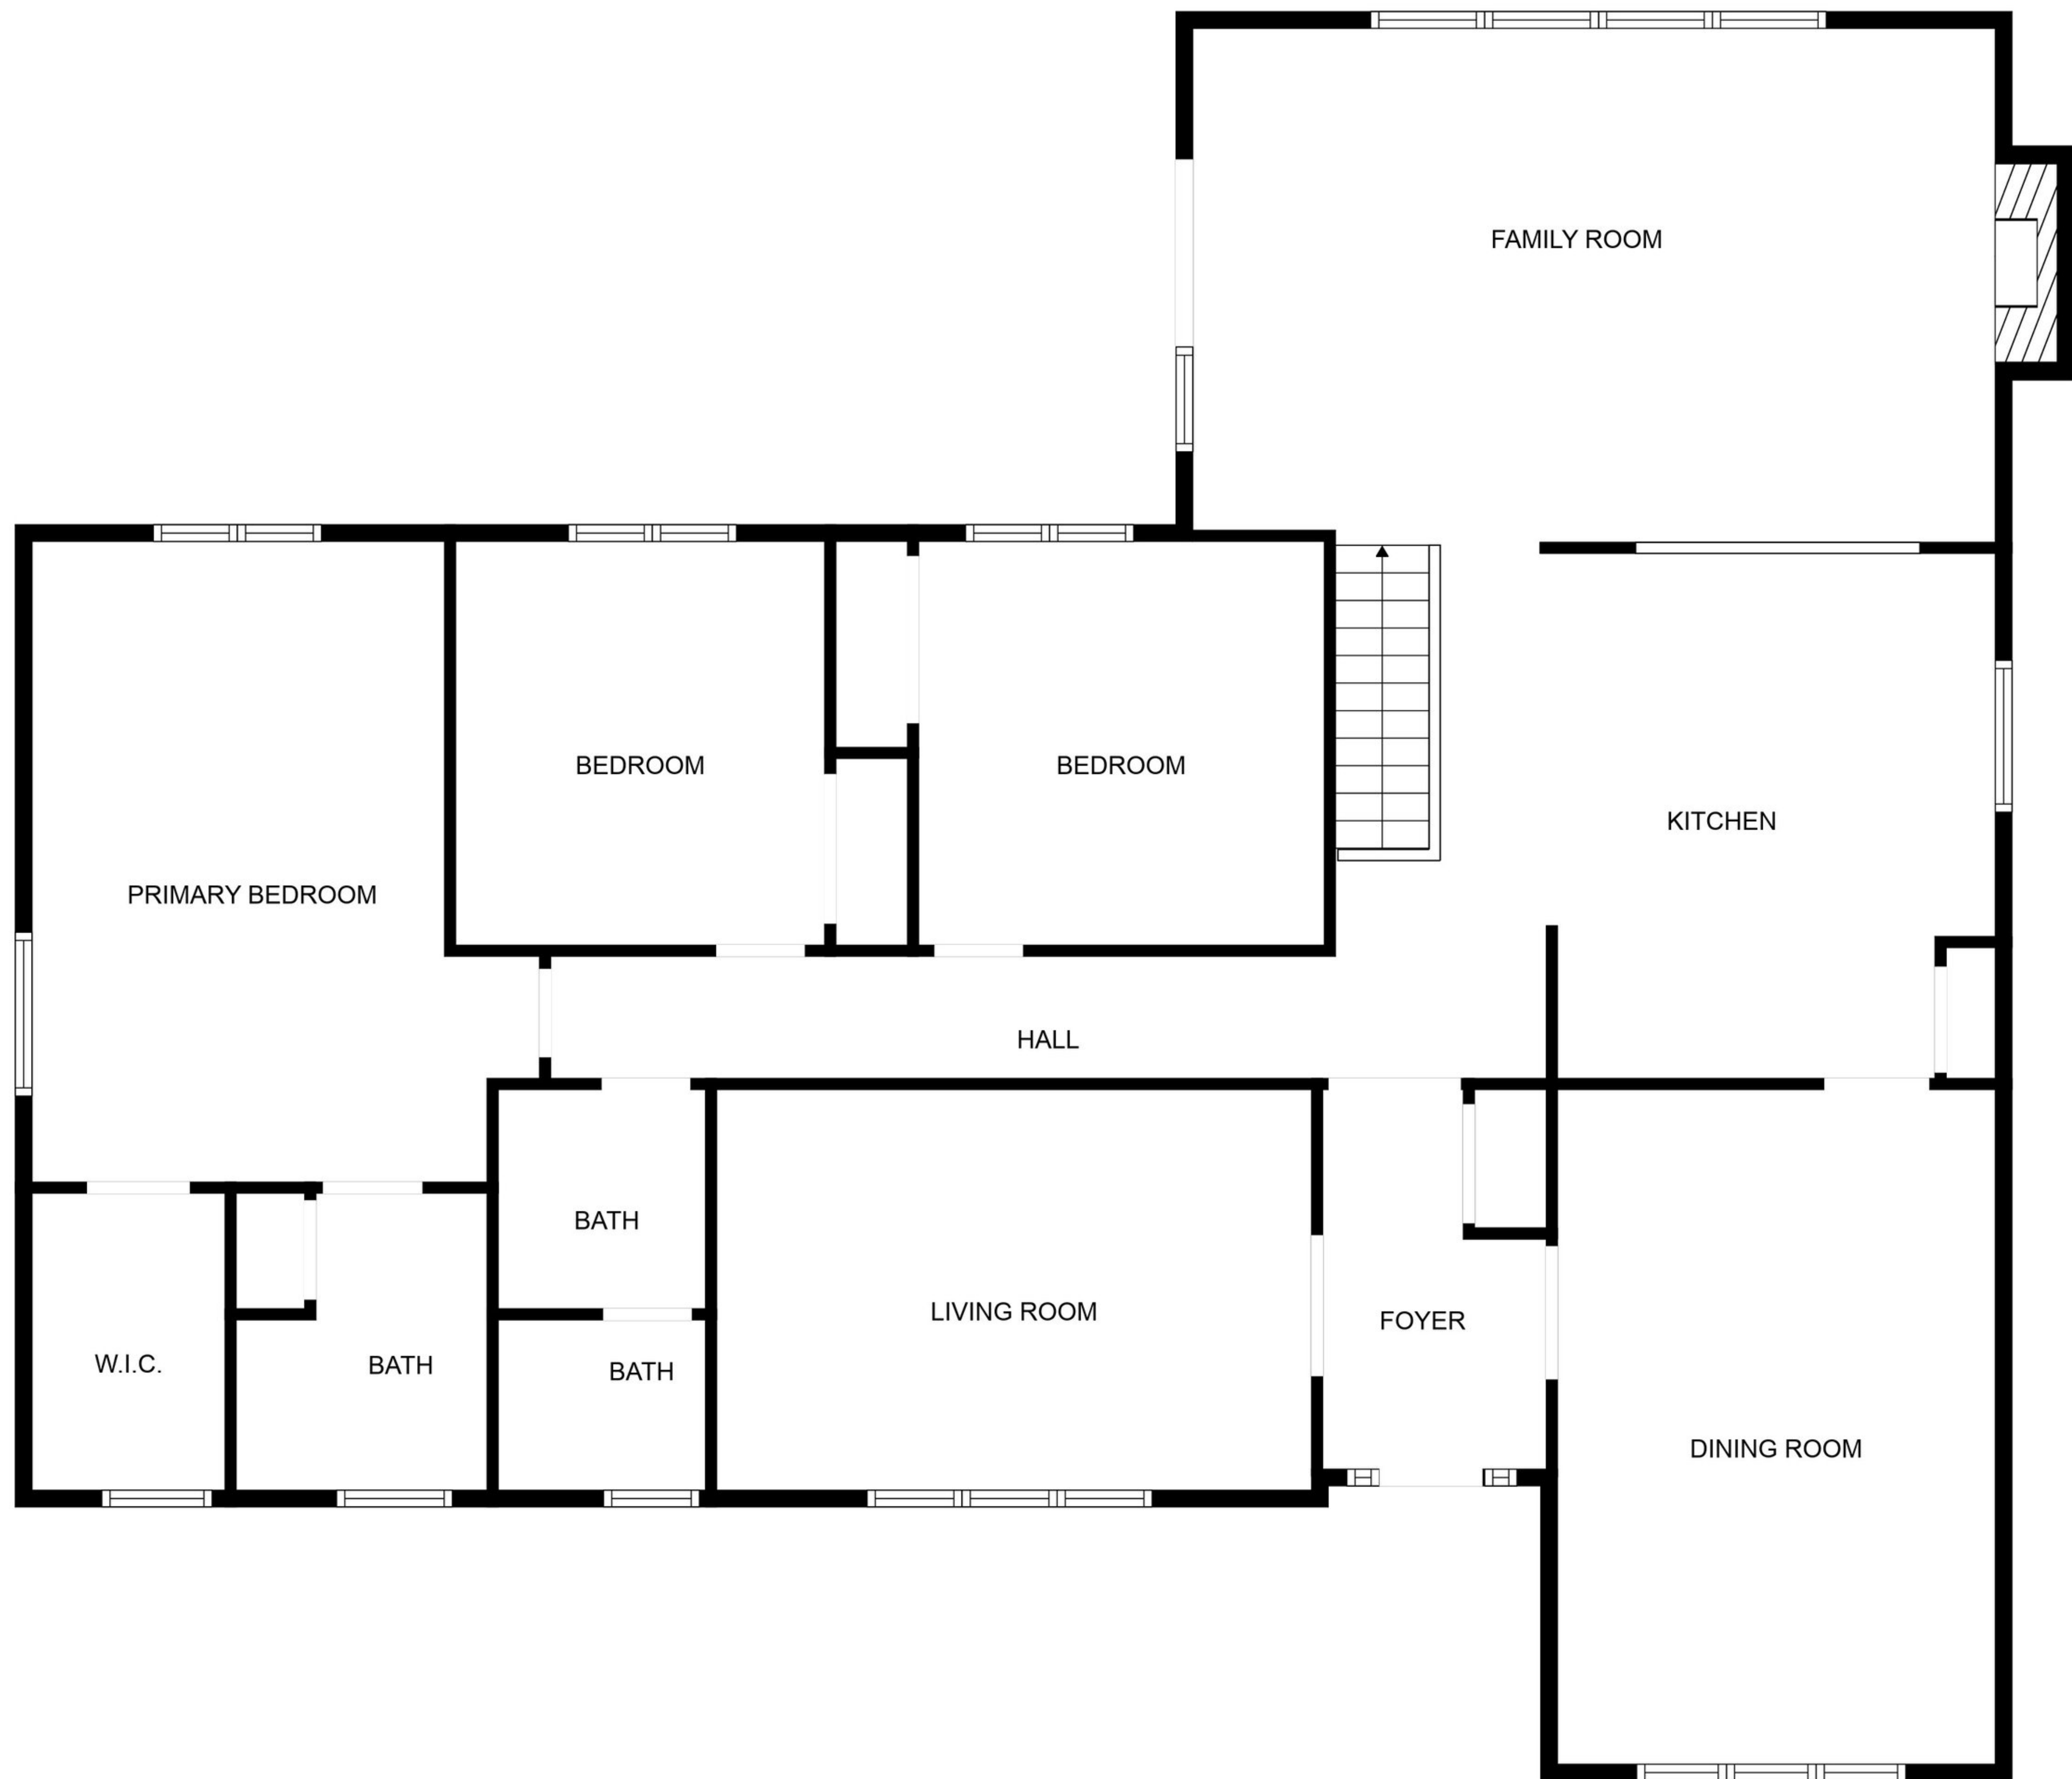 FAMILY ROOM
BEDROOM
BEDROOM
KITCHEN
PRIMARY BEDROOM
HALL
BATH
LIVING ROOM
FOYER
W.I.C.
BATH
BATH
DINING ROOM